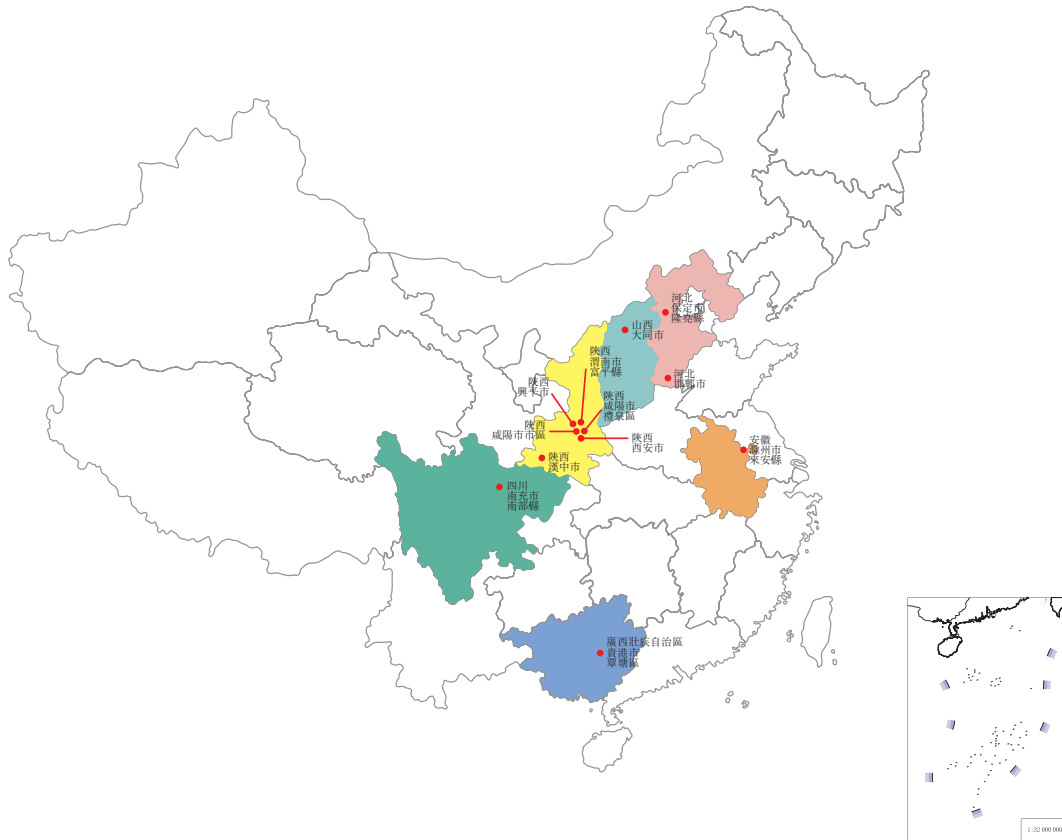 河北
保定市
隆堯縣
山西
大同市
陝西
渭南市
富平縣
河北
邯鄲市
陝西
興平市
陝西
咸陽市
禮泉區
陝西
咸陽市市區
陝西
西安市
安徽
滁州市
來安縣
陝西
漢中市
四川
南充市
南部縣
廣西壯族自治區
貴港市
覃塘區
1:32 000 000